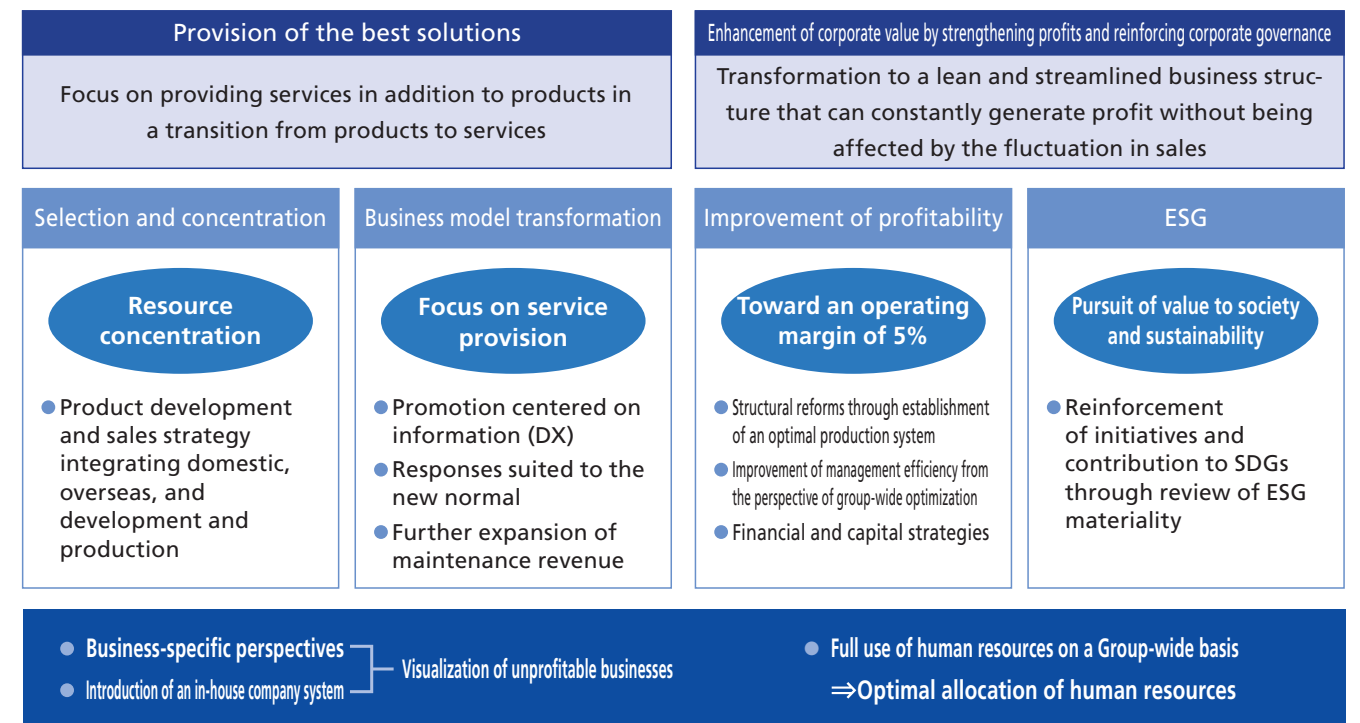 Provision of the best solutions
Focus on providing services in addition to products in
a transition from products to services
Enhancement of corporate value by strengthening profits and reinforcing corporate governance
Transformation to a lean and streamlined business struc-
ture that can constantly generate profit without being
affected by the fluctuation in sales
Selection and concentration
Resource
concentration
● Product development
and sales strategy
integrating domestic,
overseas, and
development and
production
Business model transformation
Focus on service
provision
● Promotion centered on
information (DX)
● Responses suited to the
new normal
● Further expansion of
maintenance revenue
Improvement of profitability
Toward an operating
margin of 5%
● Structural reforms through establishment
of an optimal production system
● Improvement of management efficiency from
the perspective of group-wide optimization
● Financial and capital strategies
ESG
Pursuit of value to society
and sustainability
● Reinforcement
of initiatives and
contribution to SDGs
through review of ESG
materiality
● Business-specific perspectives
● Introduction of an in-house company system
Visualization of unprofitable businesses
● Full use of human resources on a Group-wide basis
⇒Optimal allocation of human resources